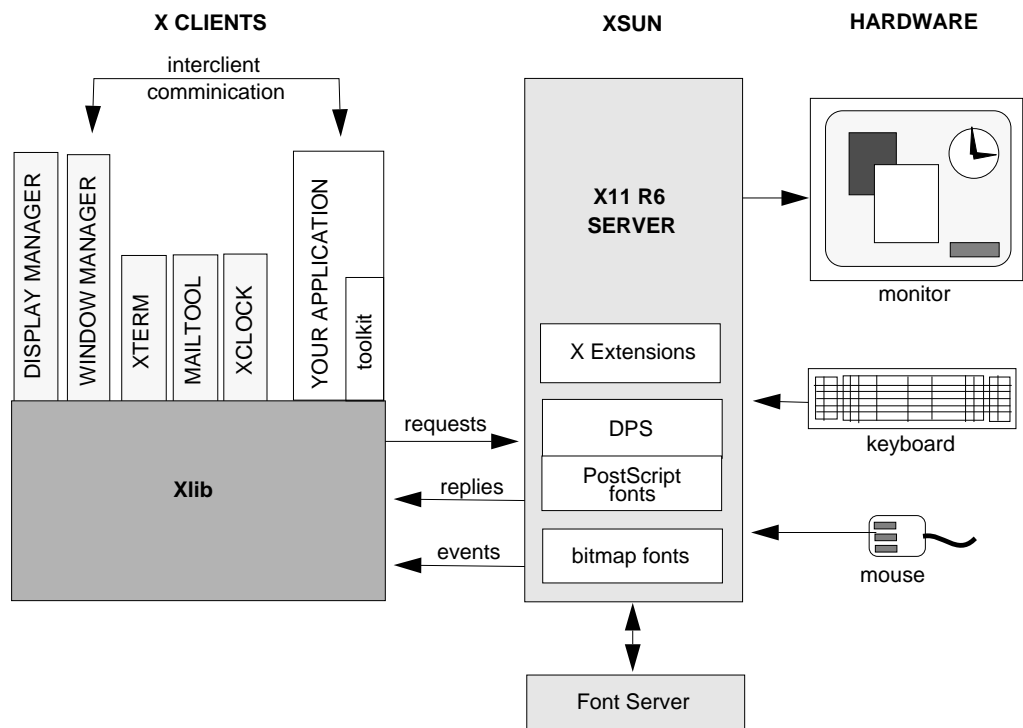 X CLIENTS
XSUN
HARDWARE
interclient
comminication
DISPLAY MANAGER
WINDOW MANAGER
XTERM
MAILTOOL
XCLOCK
YOUR APPLICATION
toolkit
Xlib
requests
replies
events
X11 R6
SERVER
X Extensions
DPS
PostScript
fonts
bitmap fonts
Font Server
monitor
keyboard
mouse